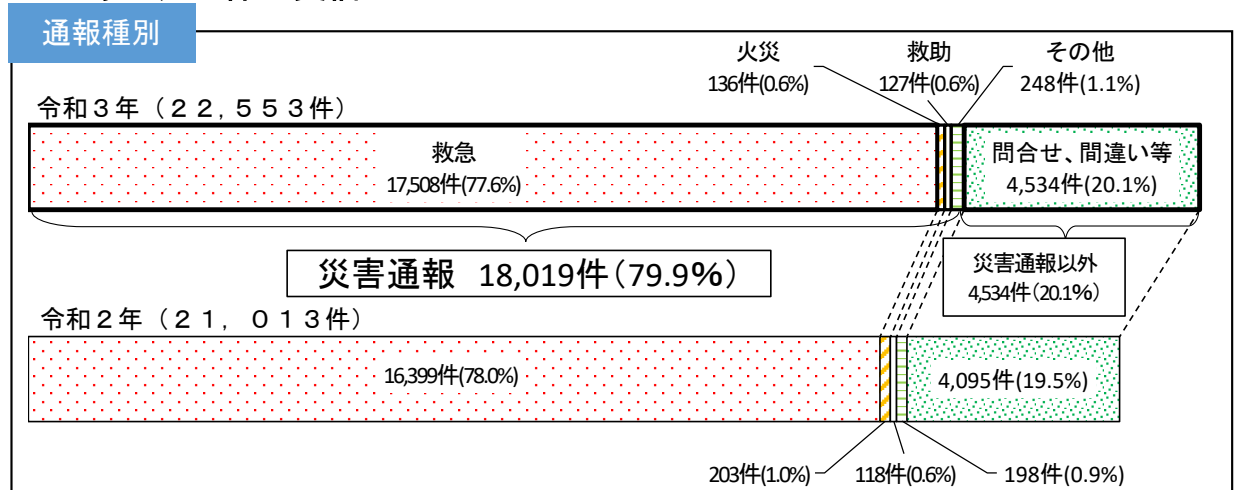 通報種別
火災
136件(0.6%)
救助
127件(0.6%)
その他
248件(1.1%)
令和３年（２２,５５３件）
救急
17,508件(77.6%)
問合せ、間違い等
4,534件(20.1%)
災害通報 18,019件（79.9%）
災害通報以外
4,534件（20.1%）
令和２年（２１,０１３件）
16,399件(78.0%)
4,095件(19.5%)
203件(1.0%)
118件(0.6%)
198件(0.9%)